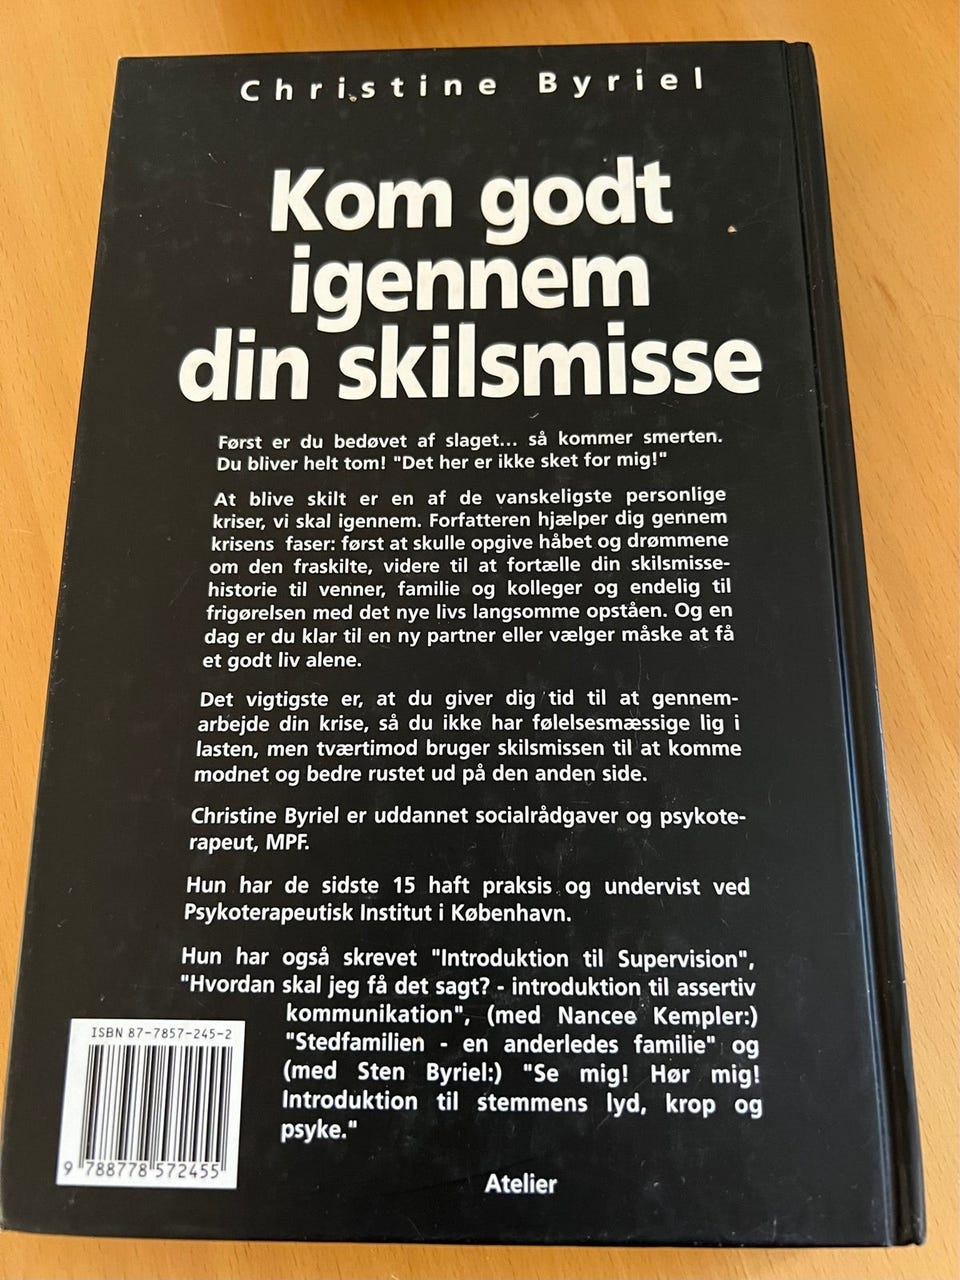 Christine Byriel
Kom godt
igennem
din skilsmisse
Først er du bedøvet af slaget... så kommer smerten.
Du bliver helt tom! "Det her er ikke sket for mig!"
At blive skilt er en af de vanskeligste personlige
kriser, vi skal igennem. Forfatteren hjælper dig gennem
krisens faser: først at skulle opgive håbet og drømmene
om den fraskilte, videre til at fortælle din skilsmisse-
historie til venner, familie og kolleger og endelig til
frigørelsen med det nye livs langsomme opståen. Og en
dag er du klar til en ny partner eller vælger måske at få
et godt liv alene.
Det vigtigste er, at du giver dig tid til at gennem-
arbejde din krise, så du ikke har følelsesmæssige lig i
lasten, men tværtimod bruger skilsmissen til at komme
modnet og bedre rustet ud på den anden side.
Christine Byriel er uddannet socialrådgaver og psykote-
rapeut, MPF.
Hun har de sidste 15 haft praksis og undervist ved
Psykoterapeutisk Institut i København.
Hun har også skrevet "Introduktion til Supervision",
"Hvordan skal jeg få det sagt? - introduktion til assertiv
kommunikation", (med Nancee Kempler:)
"Stedfamilien - en anderledes familie" og
(med Sten Byriel:) "Se mig! Hør mig!
Introduktion til stemmens lyd, krop og
psyke."
ISBN 87-7857-245-2
9 788778 572455
Atelier